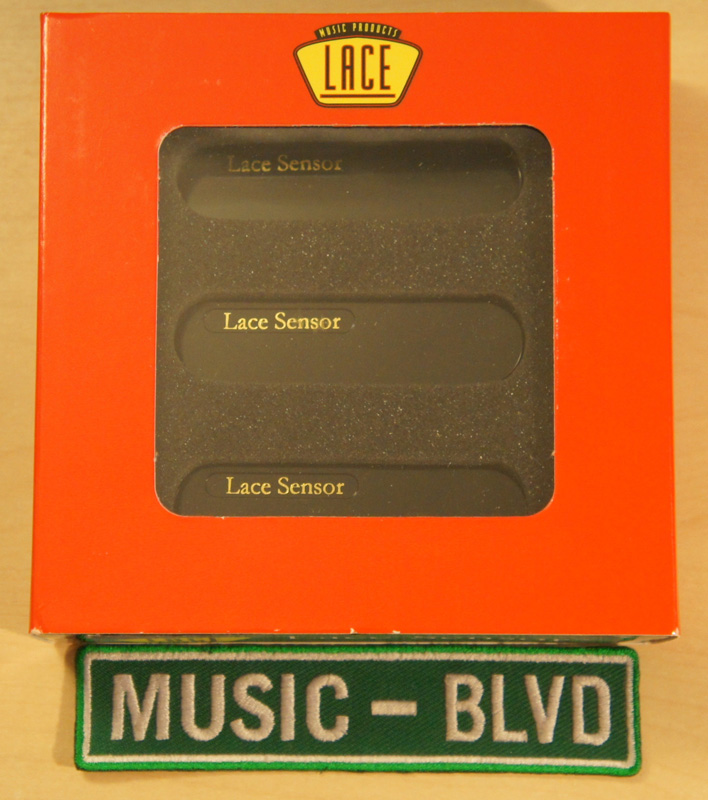 MUSIC PRODUCTS
LACE
Lace Sensor
Lace Sensor
Lace Sensor
MUSIC - BLVD